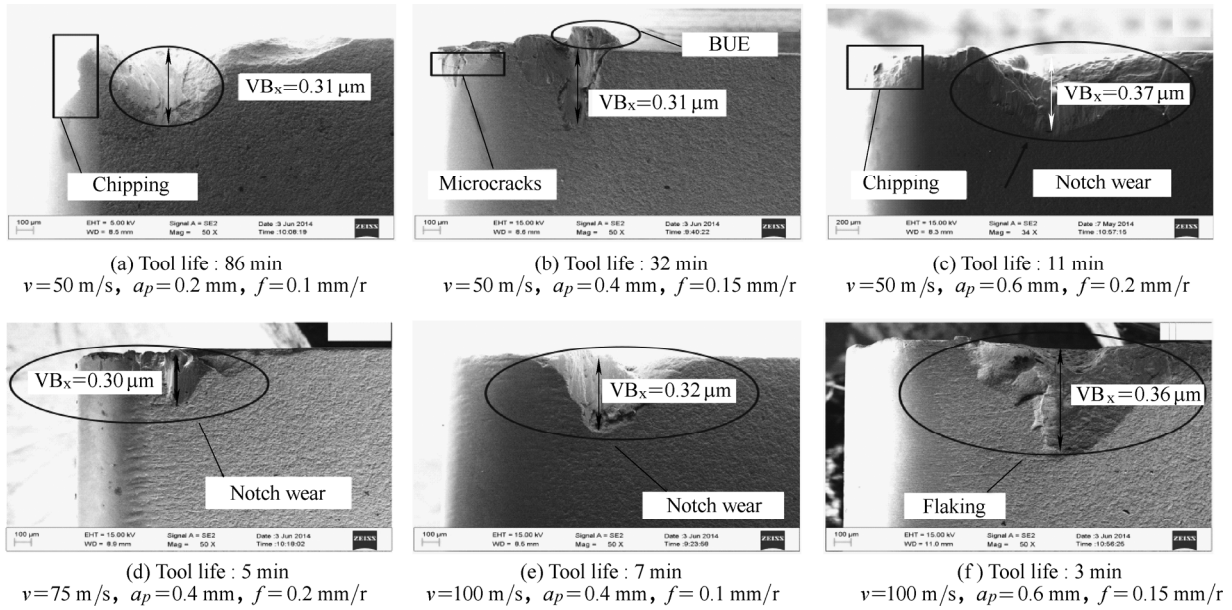 VBx=0.31 μm
Chipping
100 μm
EHT = 5.00 kV
WD = 8.5 mm
Signal A = SE2
Mag = 50 X
Date :3 Jun 2014
Time :10:08:19
ZEISS
(a) Tool life : 86 min
v=50 m/s, ap=0.2 mm, f=0.1 mm/r
BUE
VBx=0.31 μm
Microcracks
100 μm
EHT = 15.00 kV
WD = 8.6 mm
Signal A = SE2
Mag = 50 X
Date :3 Jun 2014
Time :9:40:22
ZEISS
(b) Tool life : 32 min
v=50 m/s, ap=0.4 mm, f=0.15 mm/r
VBx=0.37 μm
Chipping
Notch wear
200 μm
EHT = 15.00 kV
WD = 8.3 mm
Signal A = SE2
Mag = 34 X
Date :7 May 2014
Time :10:57:15
ZEISS
(c) Tool life : 11 min
v=50 m/s, ap=0.6 mm, f=0.2 mm/r
VBx=0.30 μm
Notch wear
100 μm
EHT = 15.00 kV
WD = 8.9 mm
Signal A = SE2
Mag = 50 X
Date :3 Jun 2014
Time :10:18:02
ZEISS
(d) Tool life : 5 min
v=75 m/s, ap=0.4 mm, f=0.2 mm/r
VBx=0.32 μm
Notch wear
100 μm
EHT = 15.00 kV
WD = 8.5 mm
Signal A = SE2
Mag = 50 X
Date :3 Jun 2014
Time :9:23:58
ZEISS
(e) Tool life : 7 min
v=100 m/s, ap=0.4 mm, f=0.1 mm/r
VBx=0.36 μm
Flaking
100 μm
EHT = 15.00 kV
WD = 11.0 mm
Signal A = SE2
Mag = 50 X
Date :3 Jun 2014
Time :10:56:25
ZEISS
(f) Tool life : 3 min
v=100 m/s, ap=0.6 mm, f=0.15 mm/r